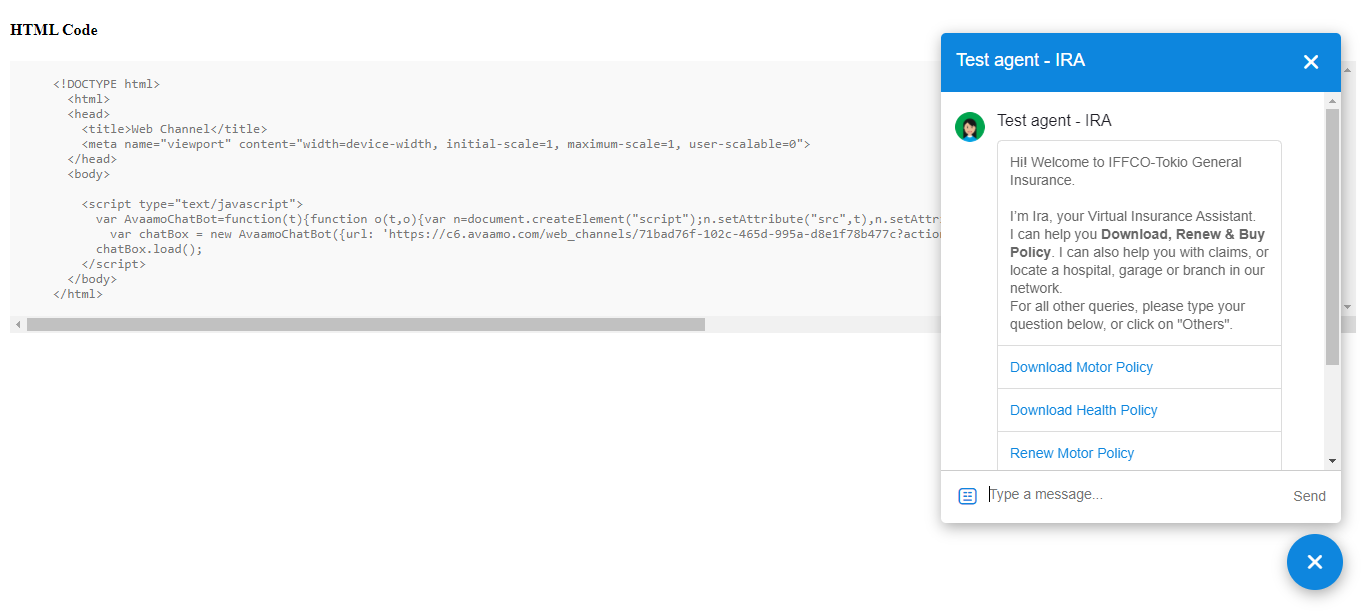 HTML Code
<!DOCTYPE html>
<html>
<head>
<title>Web Channel</title>
<meta name="viewport" content="width=device-width, initial-scale=1, maximum-scale=1, user-scalable=0">
</head>
<body>
<script type="text/javascript">
var AvaamoChatBot=function(t){function o(t,o){var n=document.createElement("script");n.setAttribute("src",t),n.setAttri
var chatBox = new AvaamoChatBot({url: 'https://c6.avaamo.com/web_channels/71bad76f-102c-465d-995a-d8e1f78b477c?action
chatBox.load();
</script>
</body>
</html>
Test agent - IRA
Test agent - IRA
Hi! Welcome to IFFCO-Tokio General
Insurance.
I'm Ira, your Virtual Insurance Assistant.
I can help you Download, Renew & Buy
Policy. I can also help you with claims, or
locate a hospital, garage or branch in our
network.
For all other queries, please type your
question below, or click on "Others".
Download Motor Policy
Download Health Policy
Renew Motor Policy
Type a message...
Send